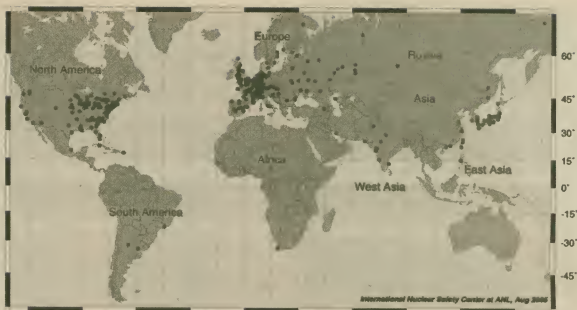 Europe
Russia
North America
Asia
Africa
East Asia
West Asia
South America
60°
45°
30°
15°
0°
-15°
-30°
-45°
International Nuclear Safety Center at ANL, Aug 2005